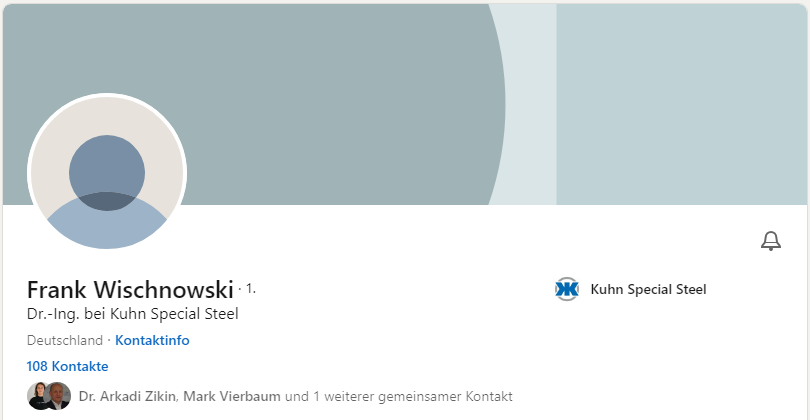 Frank Wischnowski · 1.
Dr.-Ing. bei Kuhn Special Steel
Kuhn Special Steel
Deutschland · Kontaktinfo
108 Kontakte
Dr. Arkadi Zikin, Mark Vierbaum und 1 weiterer gemeinsamer Kontakt